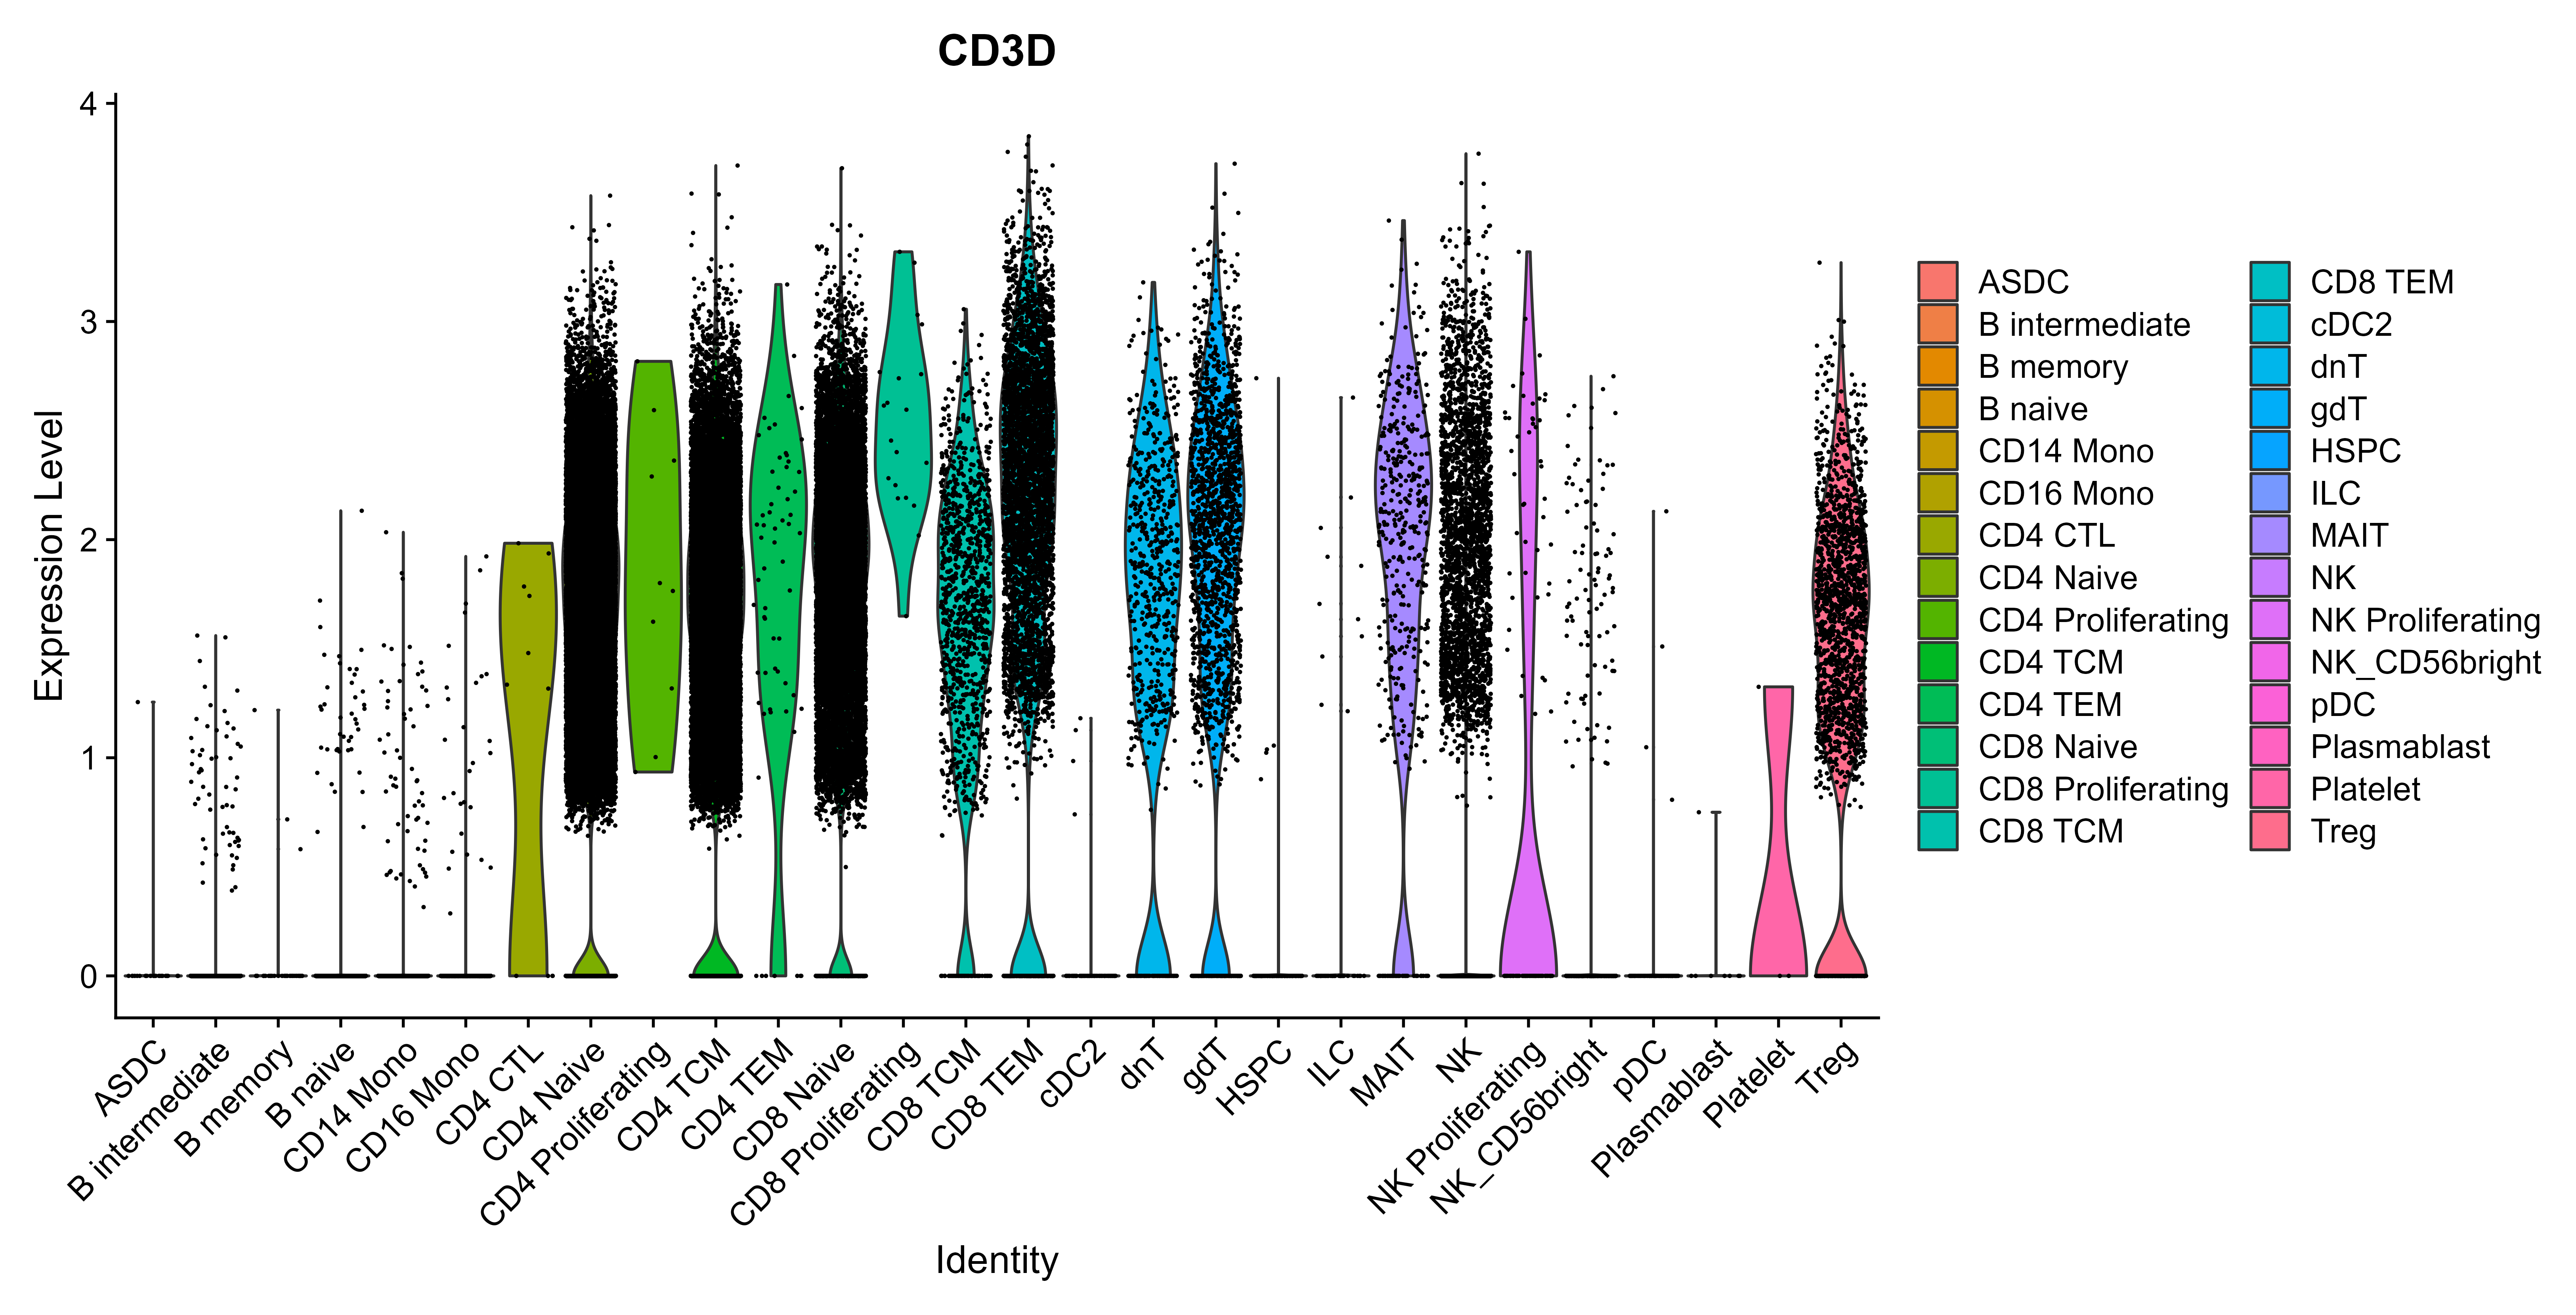 CD3D
Expression Level
4
3
2
1
0
ASDC
B intermediate
B memory
B naive
CD14 Mono
CD16 Mono
CD4 CTL
CD4 Naive
CD4 Proliferating
CD4 TCM
CD4 TEM
CD8 Naive
CD8 Proliferating
CD8 TCM
CD8 TEM
cDC2
dnT
gdT
HSPC
ILC
MAIT
NK
NK Proliferating
NK_CD56bright
pDC
Plasmablast
Platelet
Treg
Identity
ASDC
B intermediate
B memory
B naive
CD14 Mono
CD16 Mono
CD4 CTL
CD4 Naive
CD4 Proliferating
CD4 TCM
CD4 TEM
CD8 Naive
CD8 Proliferating
CD8 TCM
CD8 TEM
cDC2
dnT
gdT
HSPC
ILC
MAIT
NK
NK Proliferating
NK_CD56bright
pDC
Plasmablast
Platelet
Treg